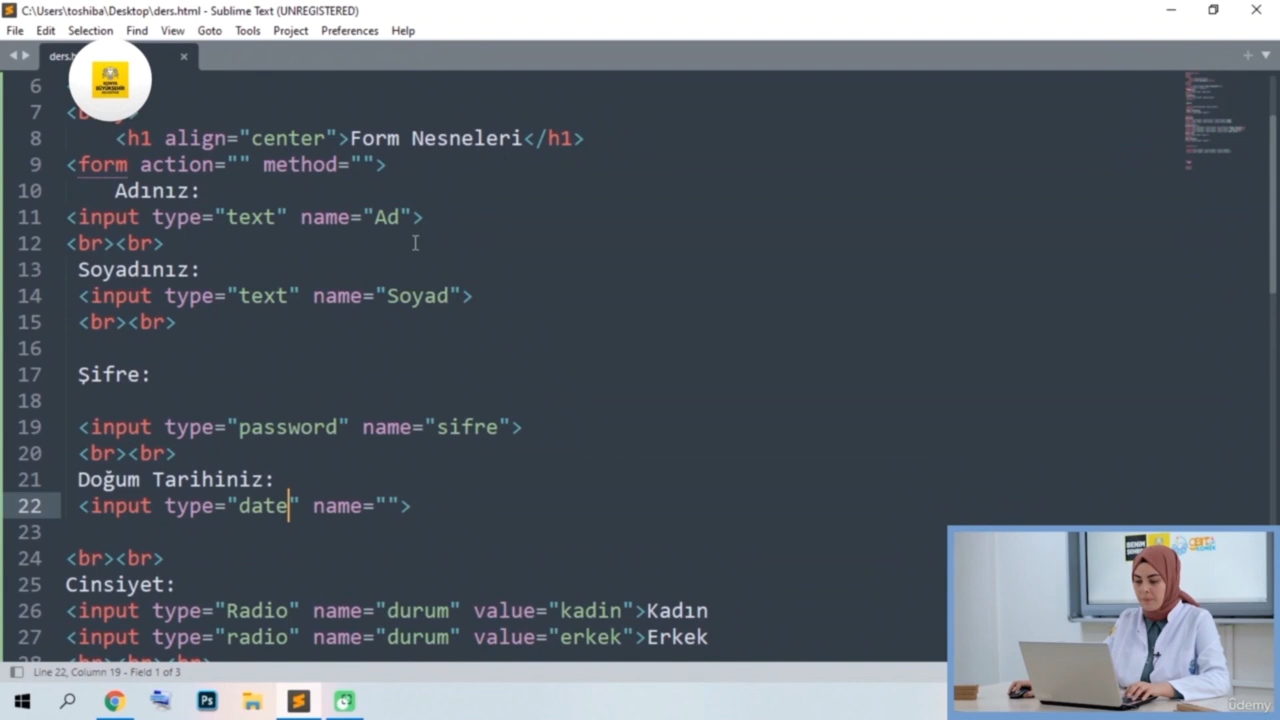 C:\Users\toshiba\Desktop\ders.html - Sublime Text (UNREGISTERED)
File Edit Selection Find View Goto Tools Project Preferences Help
6
7
8 <h1 align="center">Form Nesneleri</h1>
9 <form action="" method="">
10 Adınız:
11 <input type="text" name="Ad">
12 <br><br>
13 Soyadınız:
14 <input type="text" name="Soyad">
15 <br><br>
16
17 Şifre:
18
19 <input type="password" name="sifre">
20 <br><br>
21 Doğum Tarihiniz:
22 <input type="date" name="">
23
24 <br><br>
25 Cinsiyet:
26 <input type="Radio" name="durum" value="kadin">Kadın
27 <input type="radio" name="durum" value="erkek">Erkek
Line 22, Column 19 - Field 1 of 3
Ps
ûdemy